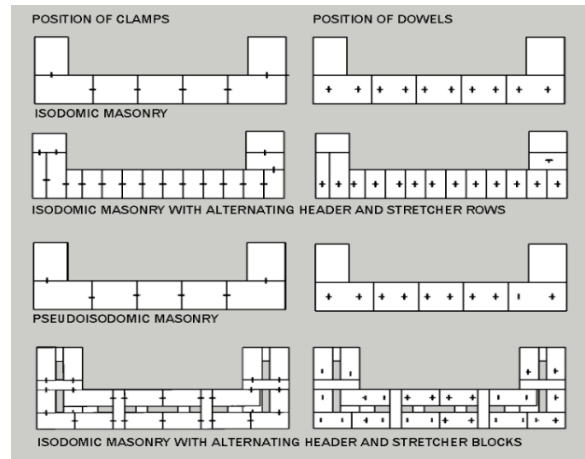 POSITION OF CLAMPS
POSITION OF DOWELS
ISODOMIC MASONRY
ISODOMIC MASONRY WITH ALTERNATING HEADER AND STRETCHER ROWS
PSEUDOISODOMIC MASONRY
ISODOMIC MASONRY WITH ALTERNATING HEADER AND STRETCHER BLOCKS